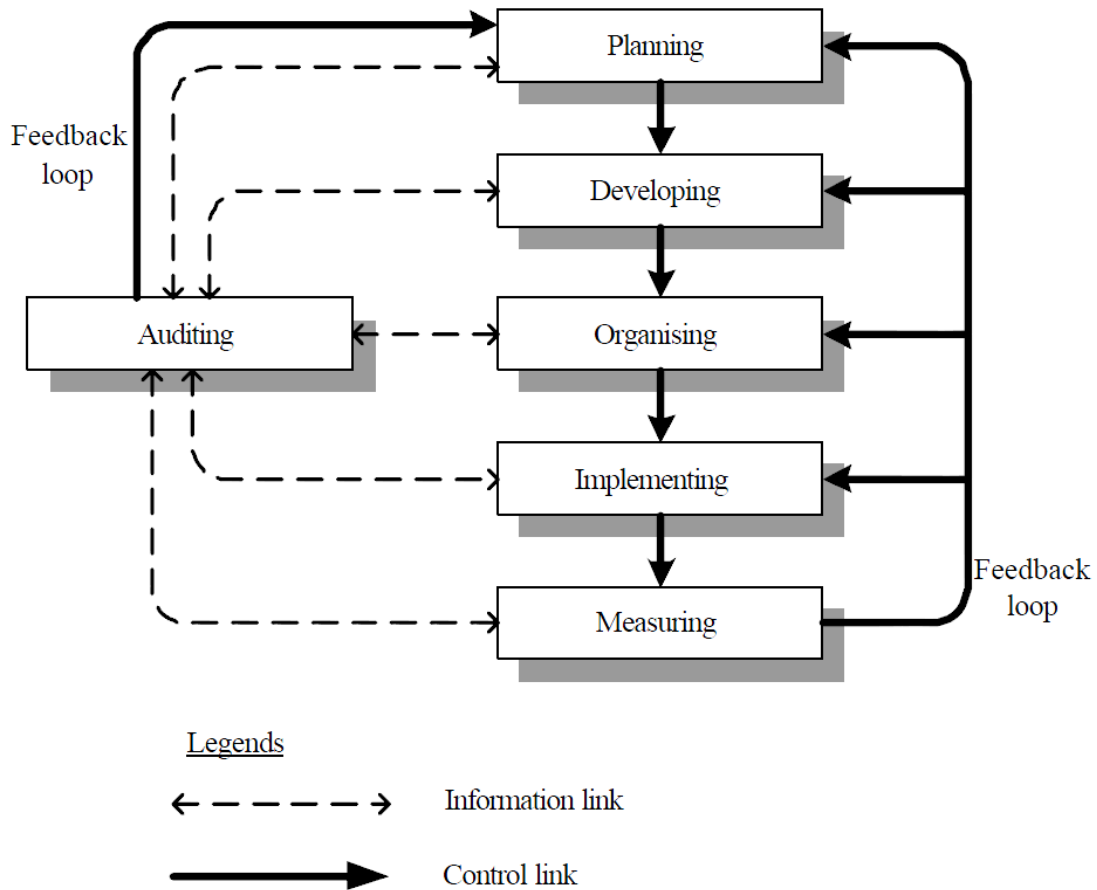 Planning
Feedback
loop
Developing
Auditing
Organising
Implementing
Feedback
loop
Measuring
Legends
Information link
Control link